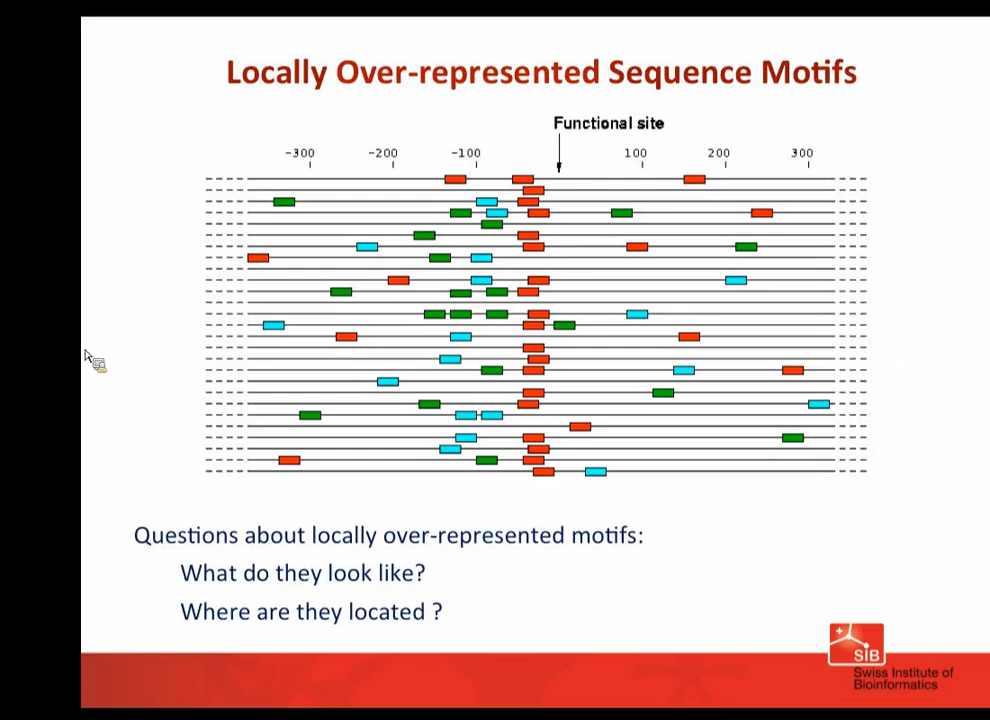 Locally Over-represented Sequence Motifs
Functional site
-300 -200 -100 100 200 300
Questions about locally over-represented motifs:
What do they look like?
Where are they located ?
SIB
Swiss Institute of
Bioinformatics